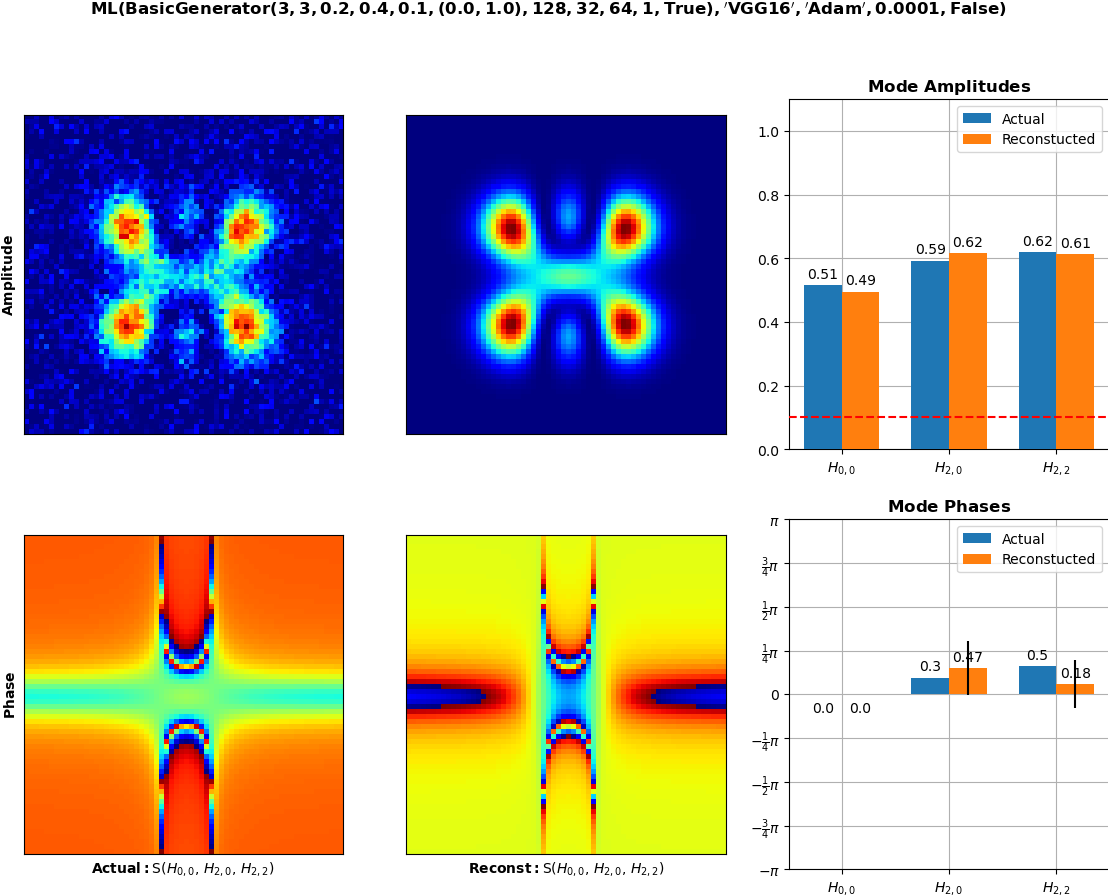 ML(BasicGenerator(3, 3, 0.2, 0.4, 0.1, (0.0, 1.0), 128, 32, 64, 1, True), 'VGG16', 'Adam', 0.0001, False)
Amplitude
Mode Amplitudes
Actual
Reconstucted
1.0
0.8
0.6
0.4
0.2
0.0
0.51
0.49
0.59
0.62
0.62
0.61
H0,0
H2,0
H2,2
Phase
Actual: S(H0,0, H2,0, H2,2)
Reconst: S(H0,0, H2,0, H2,2)
Mode Phases
Actual
Reconstucted
π
3/4π
1/2π
1/4π
0
−1/4π
−1/2π
−3/4π
−π
0.0
0.0
0.3
0.47
0.5
0.18
H0,0
H2,0
H2,2